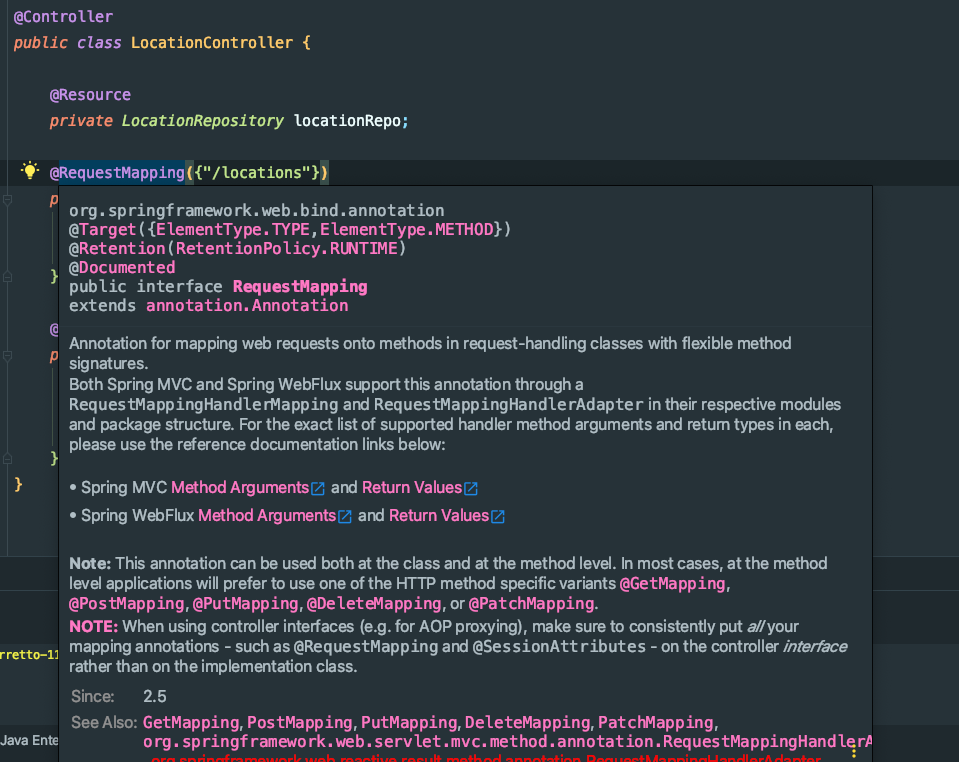 @Controller
public class LocationController {
@Resource
private LocationRepository locationRepo;
@RequestMapping({"/locations"})
p
org.springframework.web.bind.annotation
@Target({ElementType.TYPE,ElementType.METHOD})
@Retention(RetentionPolicy.RUNTIME)
@Documented
}
public interface RequestMapping
extends annotation.Annotation
@
Annotation for mapping web requests onto methods in request-handling classes with flexible method
p
signatures.
Both Spring MVC and Spring WebFlux support this annotation through a
RequestMappingHandlerMapping and RequestMappingHandlerAdapter in their respective modules
and package structure. For the exact list of supported handler method arguments and return types in each,
please use the reference documentation links below:
}
}
• Spring MVC Method Arguments and Return Values
• Spring WebFlux Method Arguments and Return Values
Note: This annotation can be used both at the class and at the method level. In most cases, at the method
level applications will prefer to use one of the HTTP method specific variants @GetMapping,
@PostMapping, @PutMapping, @DeleteMapping, or @PatchMapping.
NOTE: When using controller interfaces (e.g. for AOP proxying), make sure to consistently put all your
mapping annotations - such as @RequestMapping and @SessionAttributes - on the controller interface
rretto-11
rather than on the implementation class.
Since: 2.5
See Also: GetMapping, PostMapping, PutMapping, DeleteMapping, PatchMapping,
Java Ente
org.springframework.web.servlet.mvc.method.annotation.RequestMappingHandlerA
org.springframework.web.reactive.result.method.annotation.RequestMappingHandlerAdapter